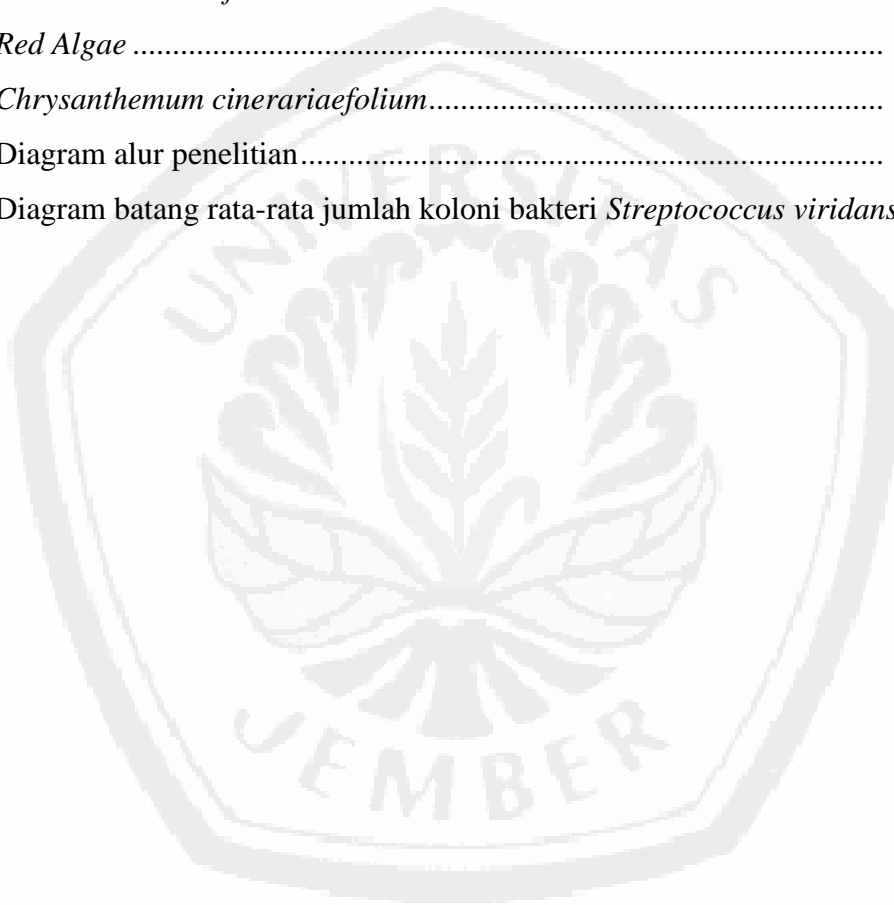 Red Algae ...............................................................................................
Chrysanthemum cinerariaefolium..........................................................
Diagram alur penelitian..........................................................................
Diagram batang rata-rata jumlah koloni bakteri Streptococcus viridans
UNIVERSITAS
JEMBER